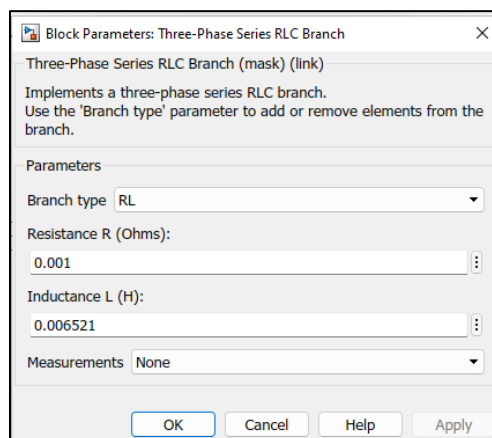 Block Parameters: Three-Phase Series RLC Branch
Three-Phase Series RLC Branch (mask) (link)
Implements a three-phase series RLC branch.
Use the 'Branch type' parameter to add or remove elements from the
branch.
Parameters
Branch type RL
Resistance R (Ohms):
0.001
Inductance L (H):
0.006521
Measurements None
OK Cancel Help Apply